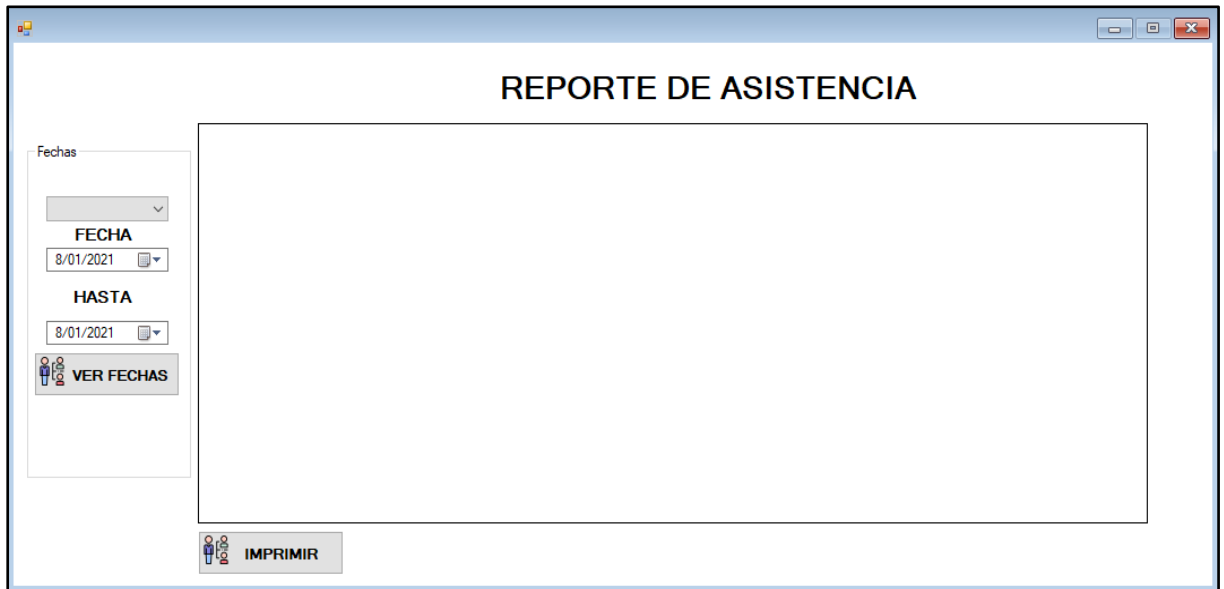 REPORTE DE ASISTENCIA
Fechas
FECHA
8/01/2021
HASTA
8/01/2021
VER FECHAS
IMPRIMIR